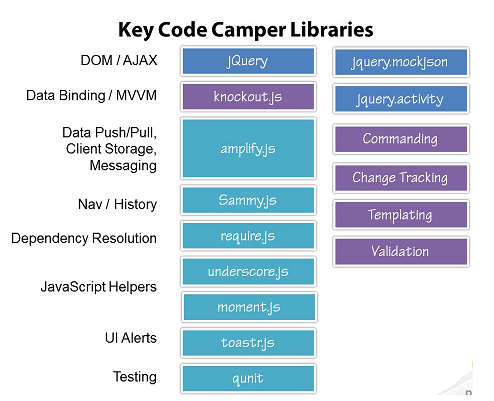 Key Code Camper Libraries
DOM / AJAX
jQuery
jquery.mockjson
Data Binding / MVVM
knockout.js
jquery.activity
Data Push/Pull,
Client Storage,
Messaging
amplify.js
Commanding
Change Tracking
Nav / History
Sammy.js
Templating
Dependency Resolution
require.js
Validation
JavaScript Helpers
underscore.js
moment.js
UI Alerts
toastr.js
Testing
qunit